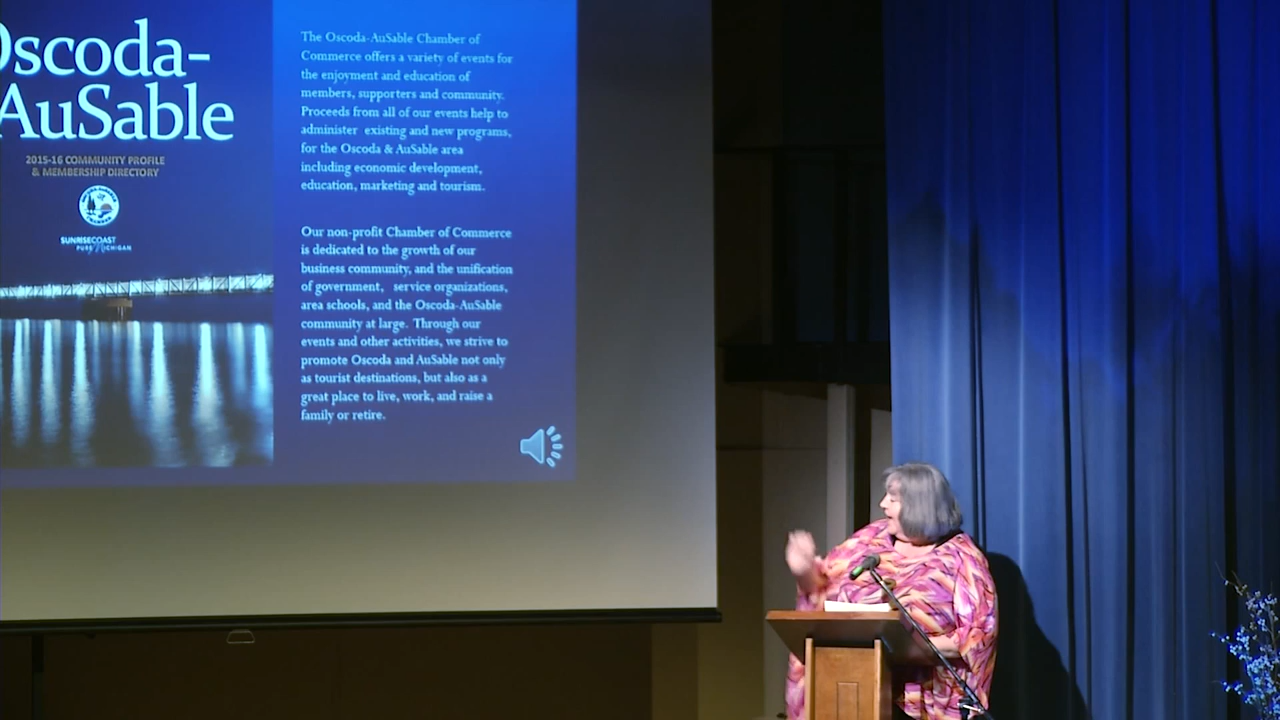 Oscoda-
AuSable
2015-16 COMMUNITY PROFILE
& MEMBERSHIP DIRECTORY
SUNRISE COAST
PURE MICHIGAN
The Oscoda-AuSable Chamber of
Commerce offers a variety of events for
the enjoyment and education of
members, supporters and community.
Proceeds from all of our events help to
administer existing and new programs,
for the Oscoda & AuSable area
including economic development,
education, marketing and tourism.
Our non-profit Chamber of Commerce
is dedicated to the growth of our
business community, and the unification
of government, service organizations,
area schools, and the Oscoda-AuSable
community at large. Through our
events and other activities, we strive to
promote Oscoda and AuSable not only
as tourist destinations, but also as a
great place to live, work, and raise a
family or retire.